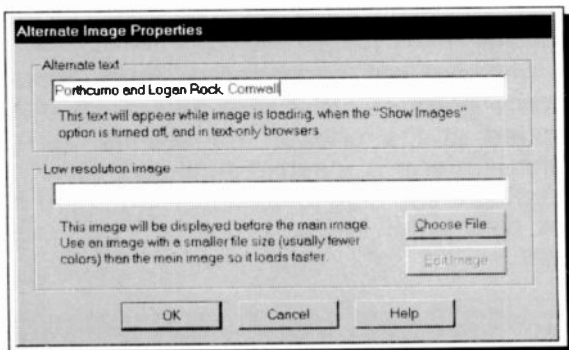 Alternate Image Properties
Alternate text
Porthcurno and Logan Rock, Cornwall
This text will appear while image is loading, when the "Show Images"
option is turned off, and in text-only browsers
Low resolution image
This image will be displayed before the main image.
Use an image with a smaller file size (usually fewer
colors) than the main image so it loads faster.
Choose File
Edit Image
OK
Cancel
Help